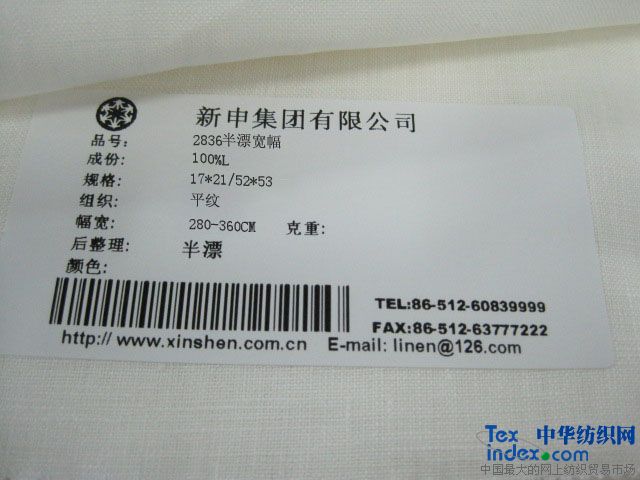 新申集团有限公司
品号: 2836半漂宽幅
成份: 100%L
规格: 17*21/52*53
组织: 平纹
幅宽: 280-360CM 克重:
后整理: 半漂
颜色:
TEL:86-512-60839999
FAX:86-512-63777222
http://www.xinshen.com.cn E-mail: linen@126.com
Tex 中华纺织网
index.com
中国最大的网上纺织贸易市场